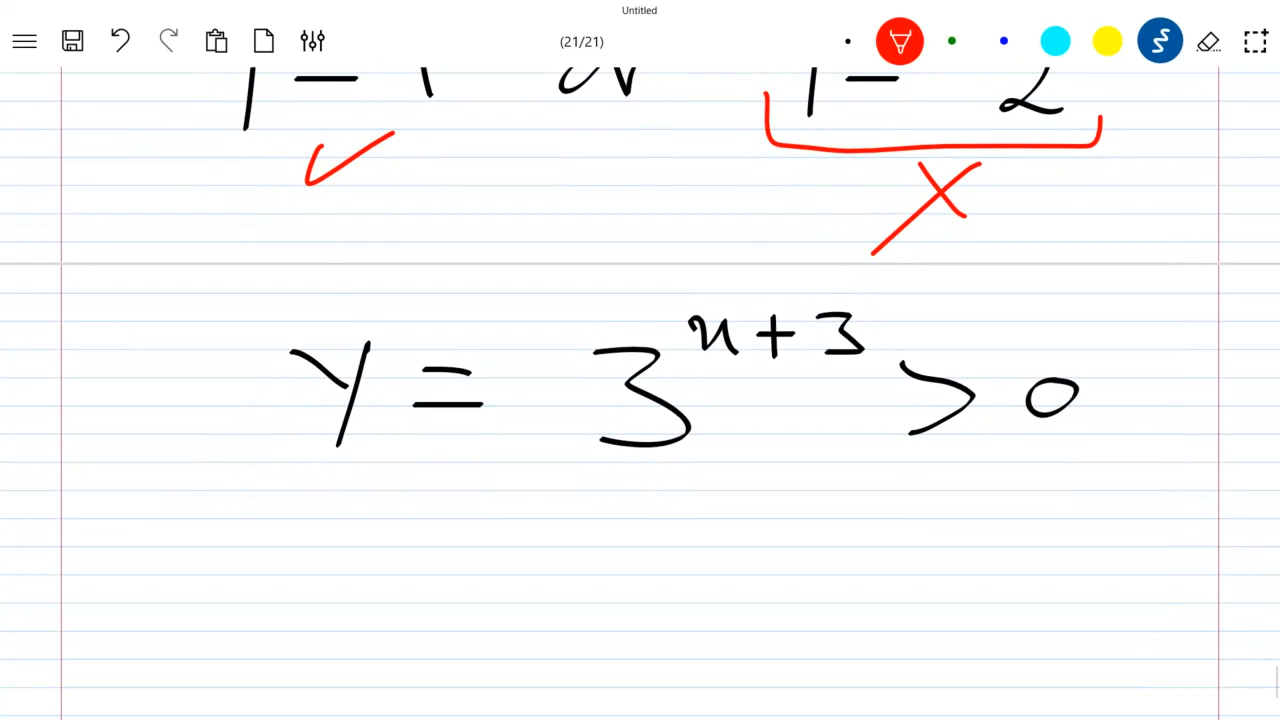 Untitled
(21/21)
y = 3^{x+3} > 0